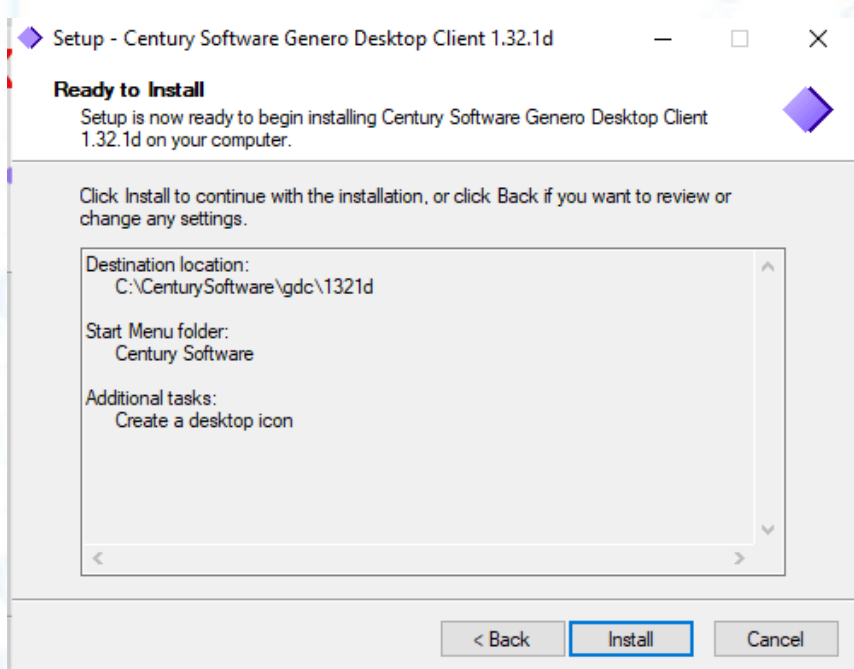 Setup - Century Software Genero Desktop Client 1.32.1d
Ready to Install
Setup is now ready to begin installing Century Software Genero Desktop Client
1.32.1d on your computer.
Click Install to continue with the installation, or click Back if you want to review or
change any settings.
Destination location:
C:\CenturySoftware\gdc\1321d
Start Menu folder:
Century Software
Additional tasks:
Create a desktop icon
< Back Install Cancel